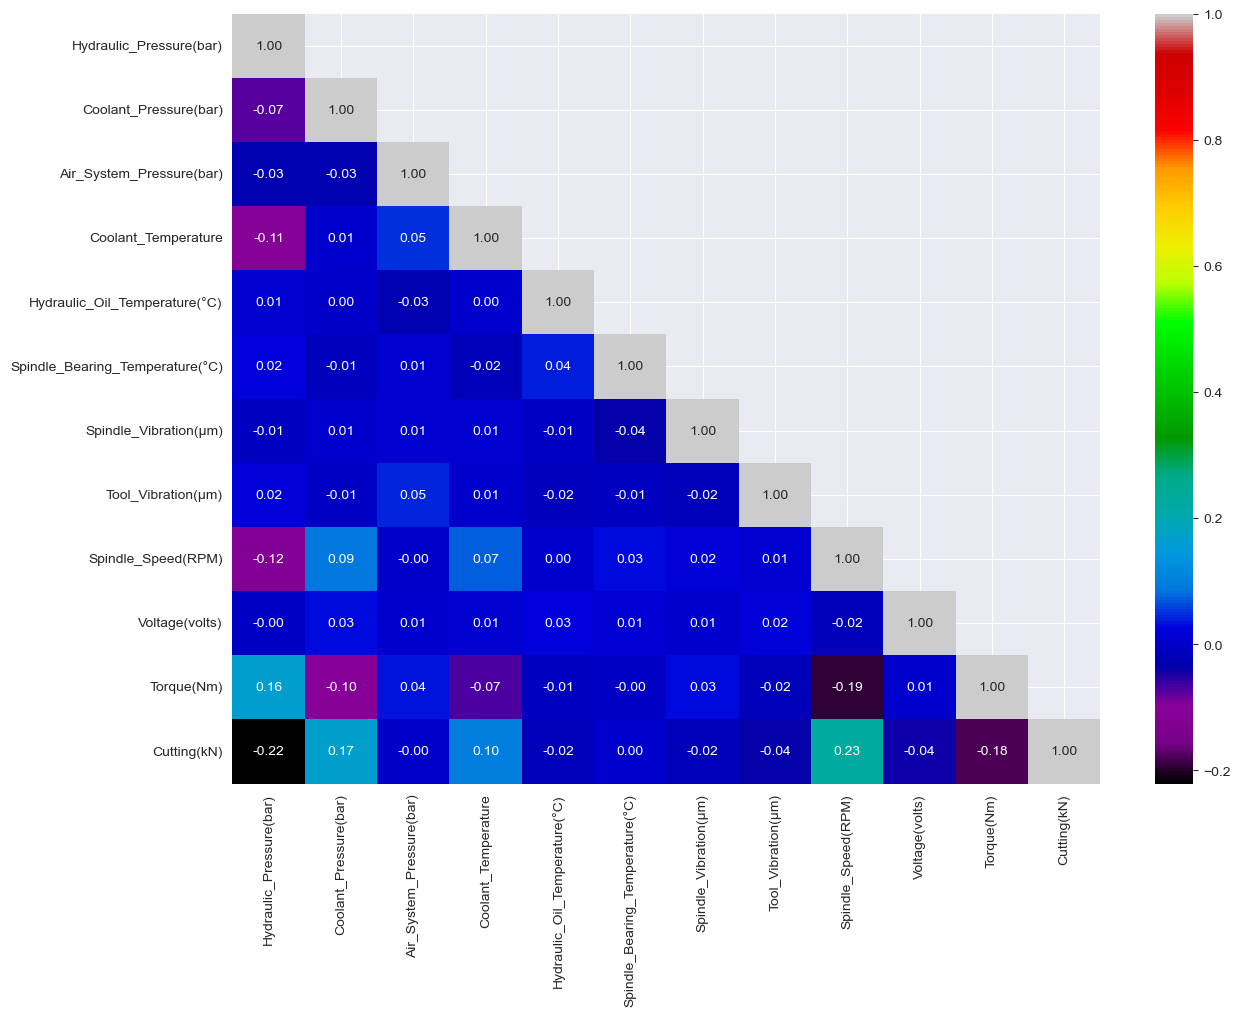 Hydraulic_Pressure(bar) 1.00
Coolant_Pressure(bar) -0.07 1.00
Air_System_Pressure(bar) -0.03 -0.03 1.00
Coolant_Temperature -0.11 0.01 0.05 1.00
Hydraulic_Oil_Temperature(°C) 0.01 0.00 -0.03 0.00 1.00
Spindle_Bearing_Temperature(°C) 0.02 -0.01 0.01 -0.02 0.04 1.00
Spindle_Vibration(μm) -0.01 0.01 0.01 0.01 -0.01 -0.04 1.00
Tool_Vibration(μm) 0.02 -0.01 0.05 0.01 -0.02 -0.01 -0.02 1.00
Spindle_Speed(RPM) -0.12 0.09 -0.00 0.07 0.00 0.03 0.02 0.01 1.00
Voltage(volts) -0.00 0.03 0.01 0.01 0.03 0.01 0.01 0.02 -0.02 1.00
Torque(Nm) 0.16 -0.10 0.04 -0.07 -0.01 -0.00 0.03 -0.02 -0.19 0.01 1.00
Cutting(kN) -0.22 0.17 -0.00 0.10 -0.02 0.00 -0.02 -0.04 0.23 -0.04 -0.18 1.00
Hydraulic_Pressure(bar)
Coolant_Pressure(bar)
Air_System_Pressure(bar)
Coolant_Temperature
Hydraulic_Oil_Temperature(°C)
Spindle_Bearing_Temperature(°C)
Spindle_Vibration(μm)
Tool_Vibration(μm)
Spindle_Speed(RPM)
Voltage(volts)
Torque(Nm)
Cutting(kN)
1.0
0.8
0.6
0.4
0.2
0.0
−0.2